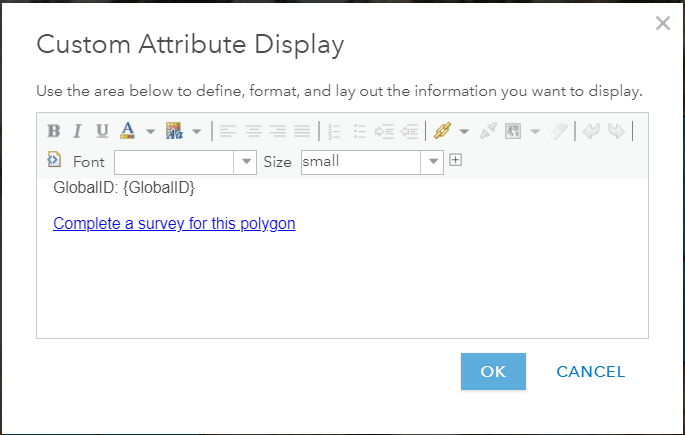 Custom Attribute Display
Use the area below to define, format, and lay out the information you want to display.
B I U A
Font Size small
GlobalID: {GlobalID}
Complete a survey for this polygon
OK CANCEL